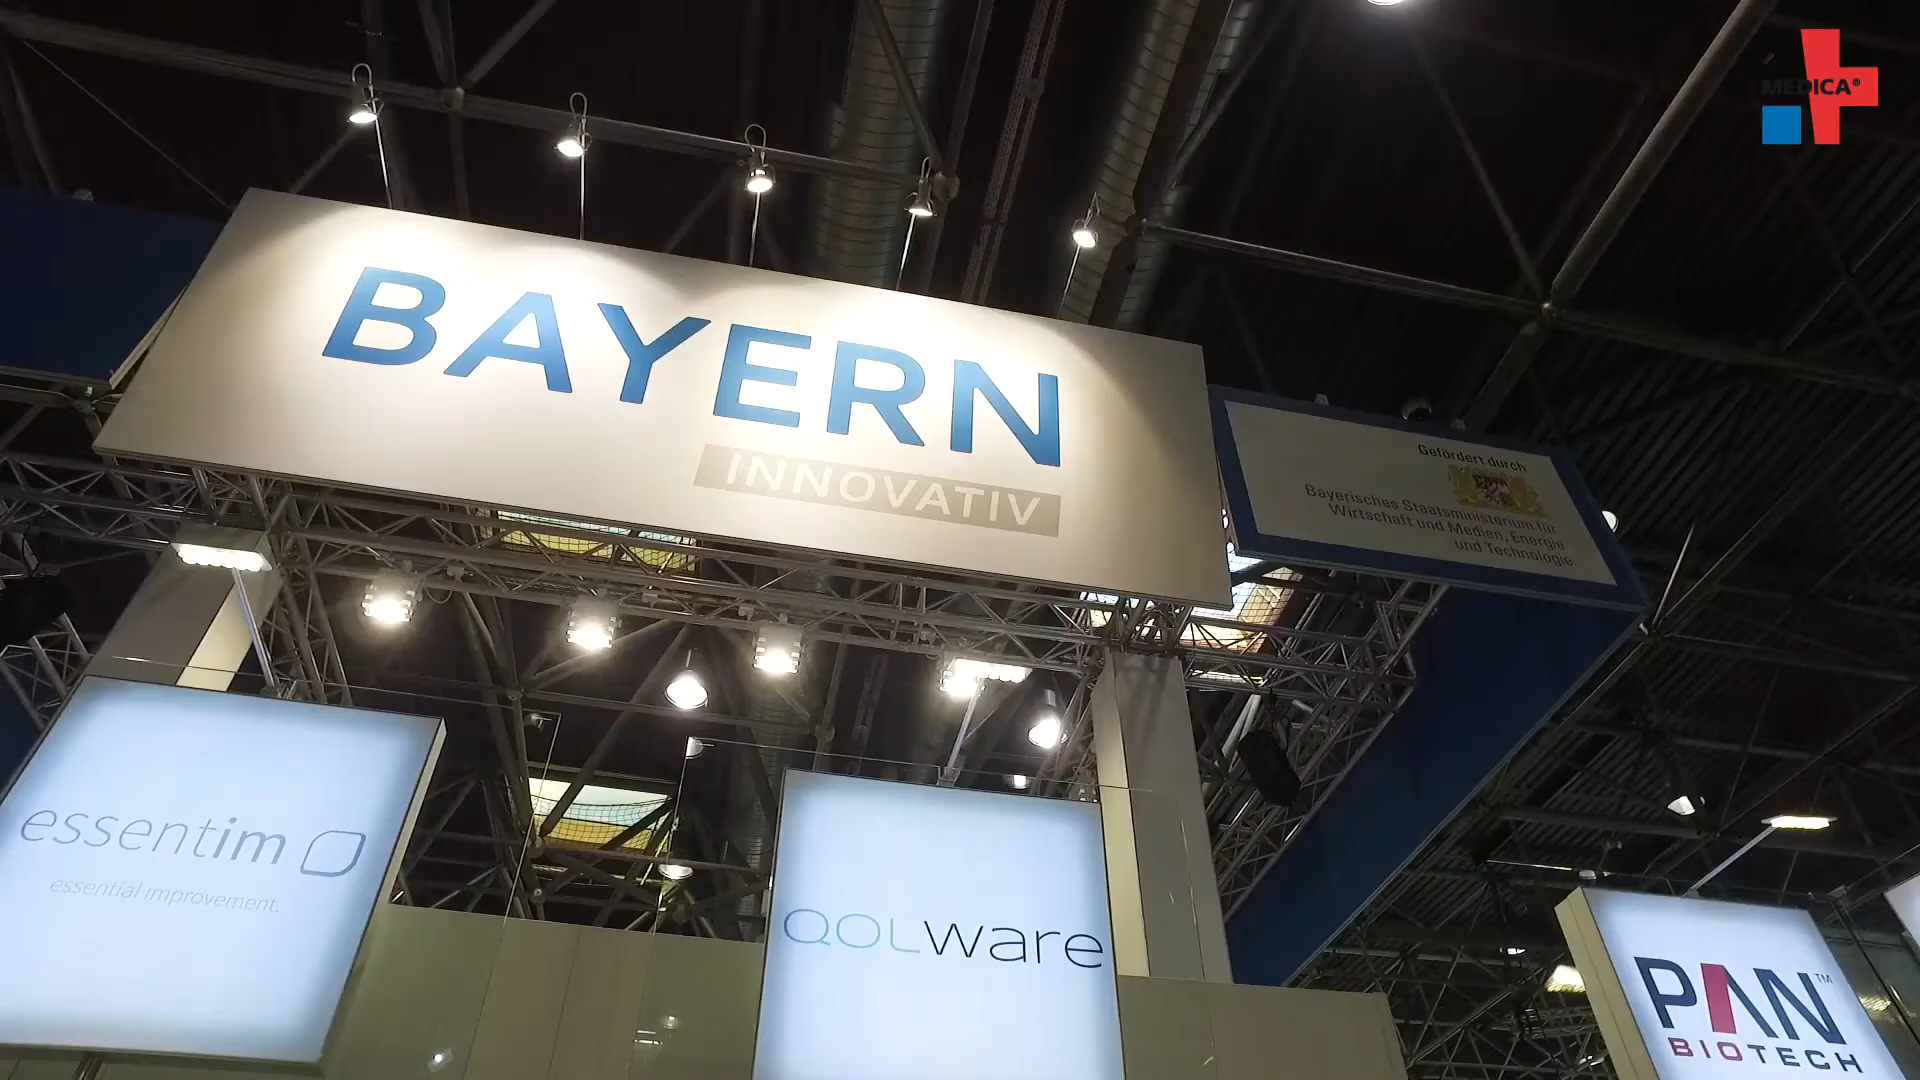 MEDICA®
BAYERN
INNOVATIV
Gefördert durch
Bayerisches Staatsministerium für
Wirtschaft und Medien, Energie
und Technologie
essentim
essential improvement.
QOLware
PAN™
BIOTECH